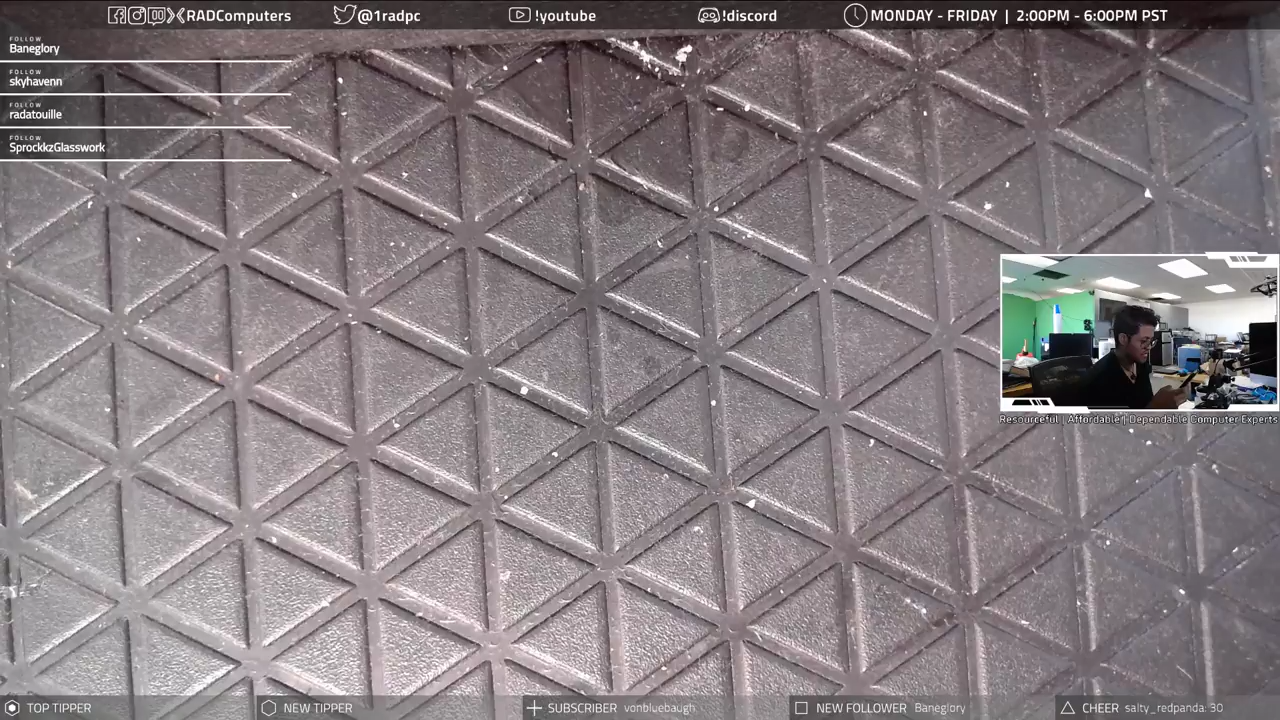 RADComputers
@1radpc
!youtube
!discord
MONDAY - FRIDAY | 2:00PM - 6:00PM PST
FOLLOW
Baneglory
FOLLOW
skyhavenn
FOLLOW
radatouille
FOLLOW
SprockkzGlasswork
Resourceful | Affordable | Dependable Computer Experts
TOP TIPPER
NEW TIPPER
SUBSCRIBER vonbluebaugh
NEW FOLLOWER Baneglory
CHEER salty_redpanda: 30